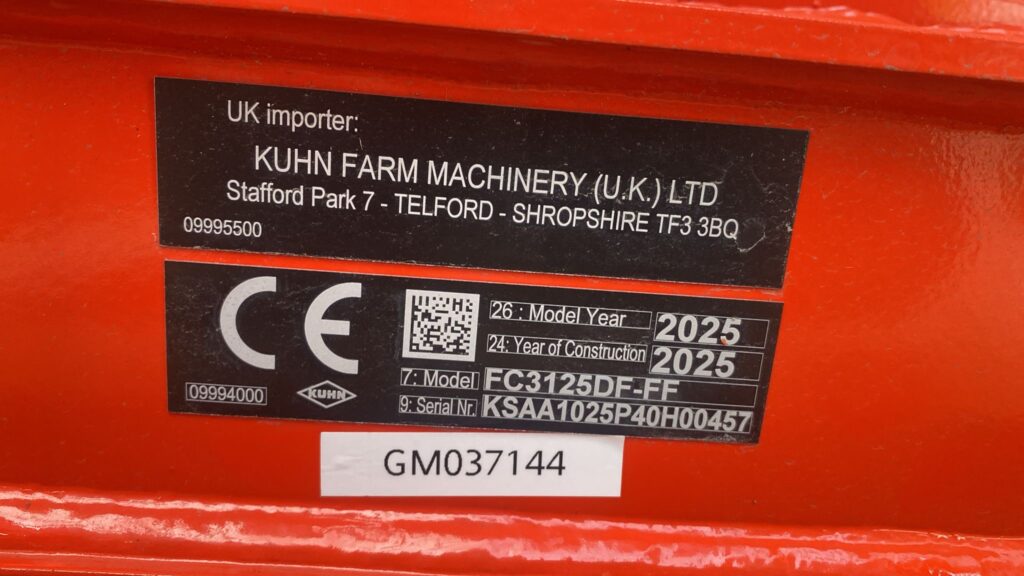 UK importer:
KUHN FARM MACHINERY (U.K.) LTD
Stafford Park 7 - TELFORD - SHROPSHIRE TF3 3BQ
09995500
CE
26 : Model Year 2025
24: Year of Construction 2025
7: Model FC3125DF-FF
9: Serial Nr. KSAA1025P40H00457
09994000
KUHN
GM037144